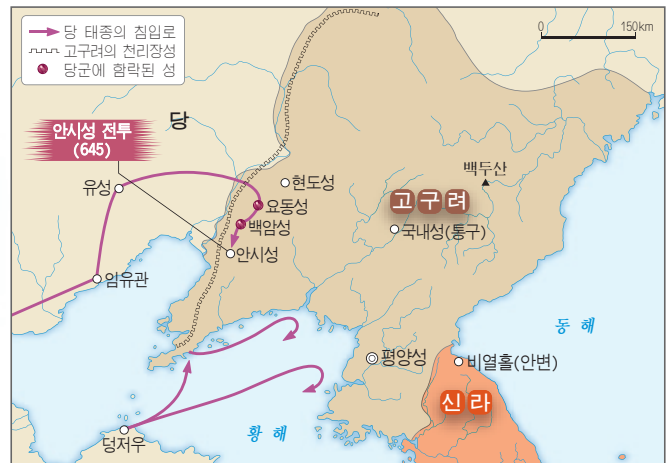 당 태종의 침입로
고구려의 천리장성
당군에 함락된 성
0 150km
당
안시성 전투
(645)
백두산
현도성
유성
고구려
요동성
백암성
국내성(통구)
안시성
임유관
동해
평양성
비열홀(안변)
신라
황해
덩저우